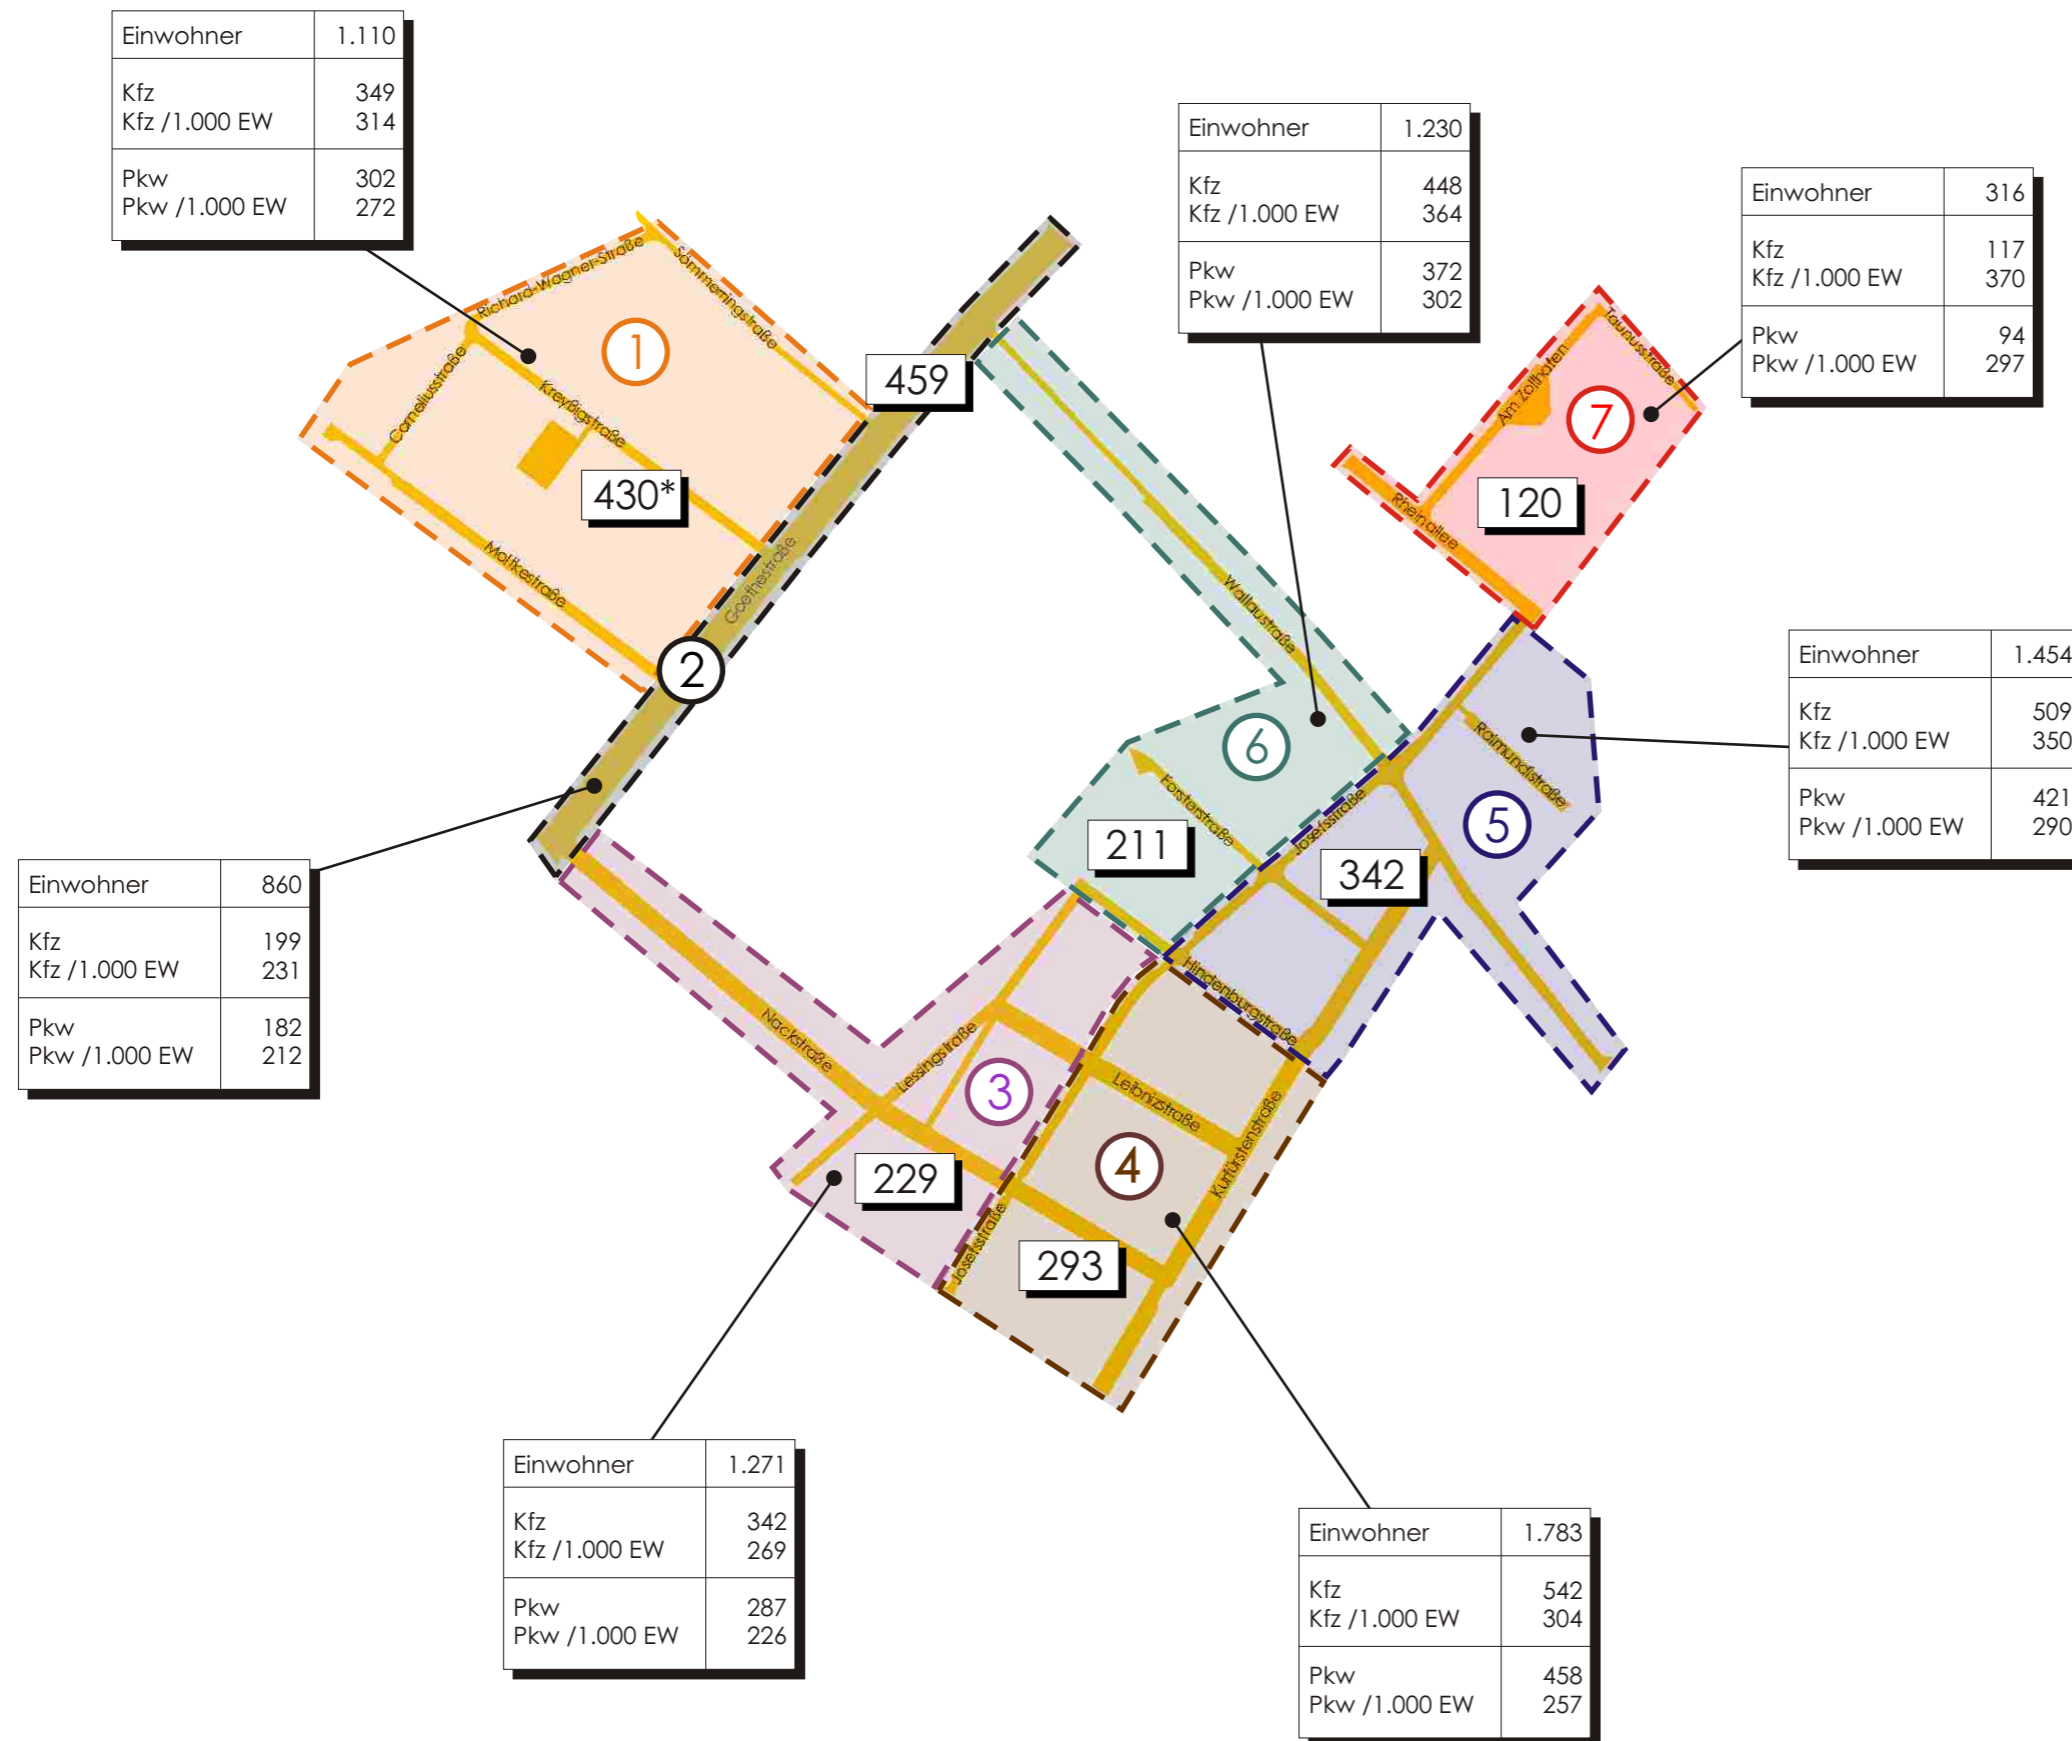 Einwohner 1.110
Kfz 349
Kfz /1.000 EW 314
Pkw 302
Pkw /1.000 EW 272
Einwohner 1.230
Kfz 448
Kfz /1.000 EW 364
Pkw 372
Pkw /1.000 EW 302
Einwohner 316
Kfz 117
Kfz /1.000 EW 370
Pkw 94
Pkw /1.000 EW 297
Richard-Wagner-Straße
Sömmerringstraße
1
Corneliusstraße
Kreyßigstraße
430*
Moltkestraße
459
Goethestraße
2
Taunusstraße
Am Zollhafen
7
Rheinallee
120
Wallaustraße
6
Forsterstraße
211
Josefsstraße
Raimundistraße
5
342
Hindenburgstraße
Einwohner 1.454
Kfz 509
Kfz /1.000 EW 350
Pkw 421
Pkw /1.000 EW 290
Einwohner 860
Kfz 199
Kfz /1.000 EW 231
Pkw 182
Pkw /1.000 EW 212
Nackstraße
Lessingstraße
3
229
Leibnizstraße
4
Kurfürstenstraße
Josefsstraße
293
Einwohner 1.271
Kfz 342
Kfz /1.000 EW 269
Pkw 287
Pkw /1.000 EW 226
Einwohner 1.783
Kfz 542
Kfz /1.000 EW 304
Pkw 458
Pkw /1.000 EW 257